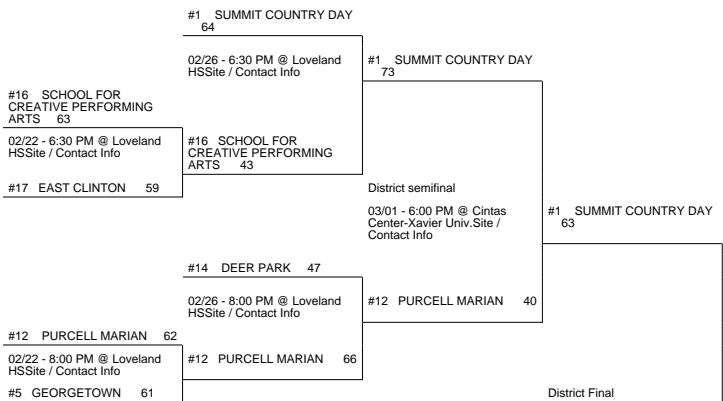 #1 SUMMIT COUNTRY DAY
64
02/26 - 6:30 PM @ Loveland
HSSite / Contact Info
#1 SUMMIT COUNTRY DAY
73
#16 SCHOOL FOR
CREATIVE PERFORMING
ARTS 63
02/22 - 6:30 PM @ Loveland
HSSite / Contact Info
#16 SCHOOL FOR
CREATIVE PERFORMING
ARTS 43
#17 EAST CLINTON 59
District semifinal
03/01 - 6:00 PM @ Cintas
Center-Xavier Univ.Site /
Contact Info
#1 SUMMIT COUNTRY DAY
63
#14 DEER PARK 47
02/26 - 8:00 PM @ Loveland
HSSite / Contact Info
#12 PURCELL MARIAN 40
#12 PURCELL MARIAN 62
02/22 - 8:00 PM @ Loveland
HSSite / Contact Info
#12 PURCELL MARIAN 66
#5 GEORGETOWN 61
District Final